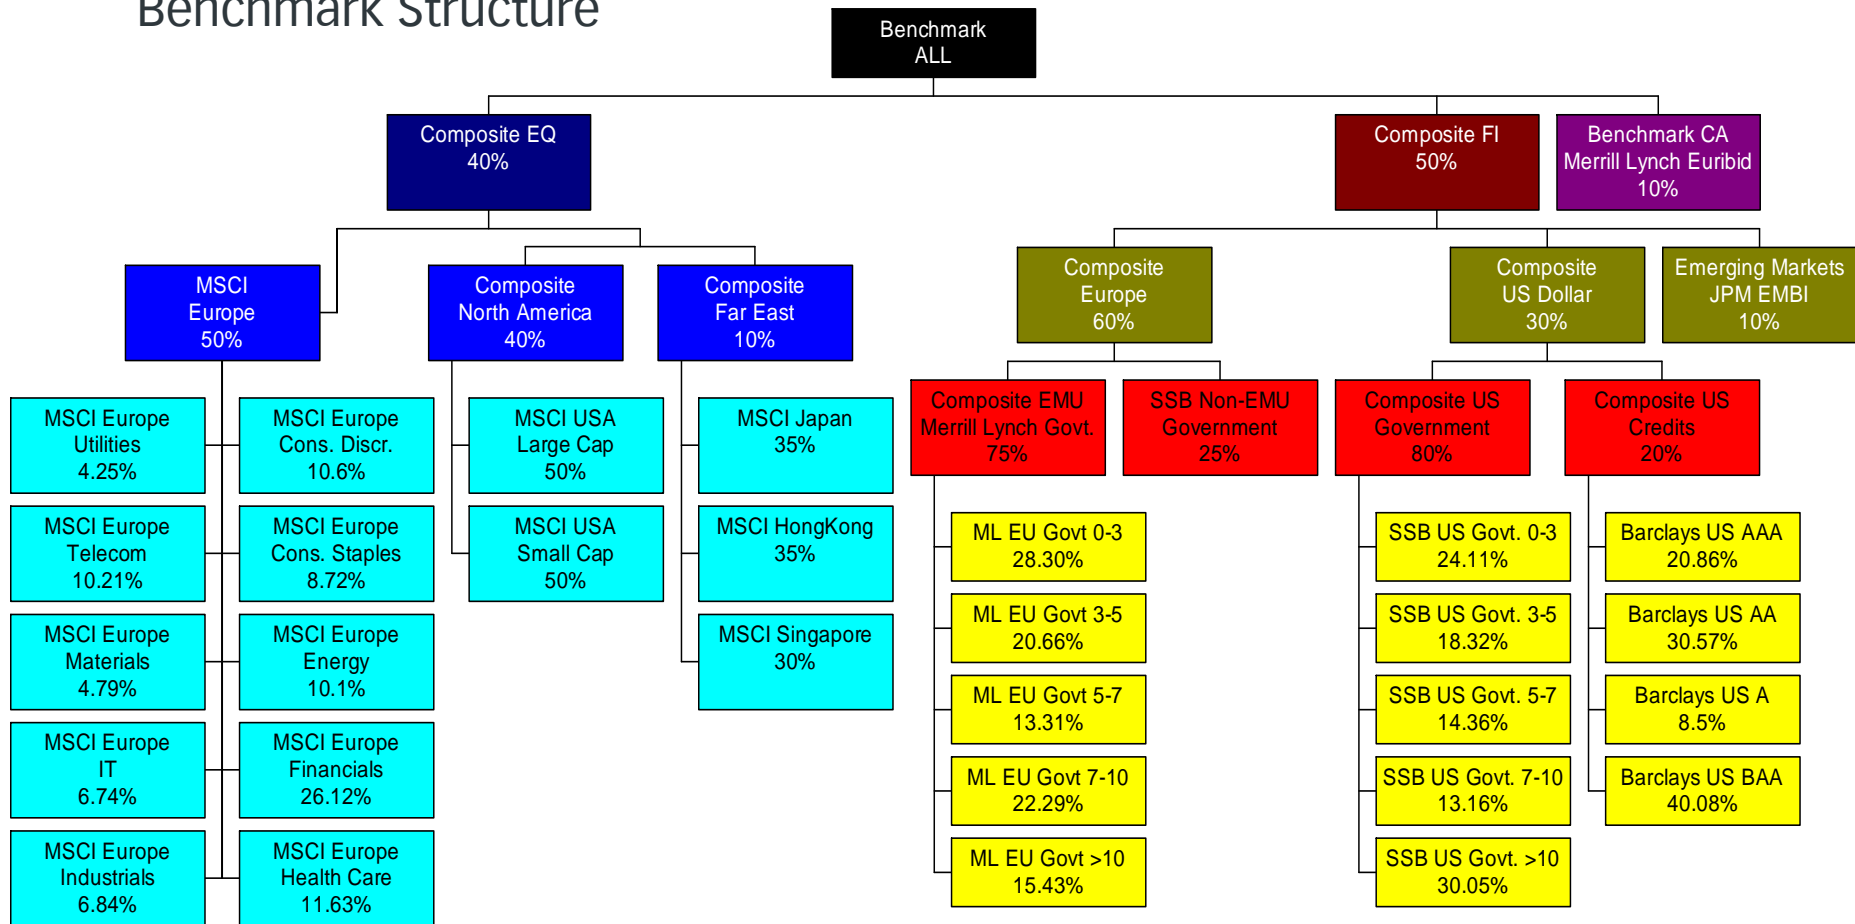 Benchmark Structure
Benchmark
ALL
Composite EQ
40%
Composite FI
50%
Benchmark CA
Merrill Lynch Euribid
10%
MSCI
Europe
50%
Composite
North America
40%
Composite
Far East
10%
Composite
Europe
60%
Composite
US Dollar
30%
Emerging Markets
JPM EMBI
10%
MSCI Europe
Utilities
4.25%
MSCI Europe
Cons. Discr.
10.6%
MSCI USA
Large Cap
50%
MSCI Japan
35%
Composite EMU
Merrill Lynch Govt.
75%
SSB Non-EMU
Government
25%
Composite US
Government
80%
Composite US
Credits
20%
MSCI Europe
Telecom
10.21%
MSCI Europe
Cons. Staples
8.72%
MSCI USA
Small Cap
50%
MSCI HongKong
35%
ML EU Govt 0-3
28.30%
SSB US Govt. 0-3
24.11%
Barclays US AAA
20.86%
MSCI Europe
Materials
4.79%
MSCI Europe
Energy
10.1%
MSCI Singapore
30%
ML EU Govt 3-5
20.66%
SSB US Govt. 3-5
18.32%
Barclays US AA
30.57%
ML EU Govt 5-7
13.31%
SSB US Govt. 5-7
14.36%
Barclays US A
8.5%
MSCI Europe
IT
6.74%
MSCI Europe
Financials
26.12%
ML EU Govt 7-10
22.29%
SSB US Govt. 7-10
13.16%
Barclays US BAA
40.08%
MSCI Europe
Industrials
6.84%
MSCI Europe
Health Care
11.63%
ML EU Govt >10
15.43%
SSB US Govt. >10
30.05%